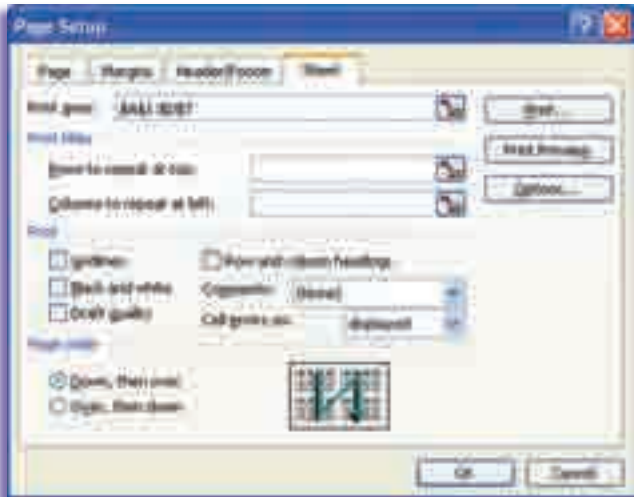 Page Setup
Page Margins Header/Footer Sheet
Print area: Print...
Print titles Print Preview
Rows to repeat at top: Options...
Columns to repeat at left:
Print
Gridlines Row and column headings
Black and white Comments: (None)
Draft quality Cell errors as: displayed
Page order
Down, then over
Over, then down
OK Cancel